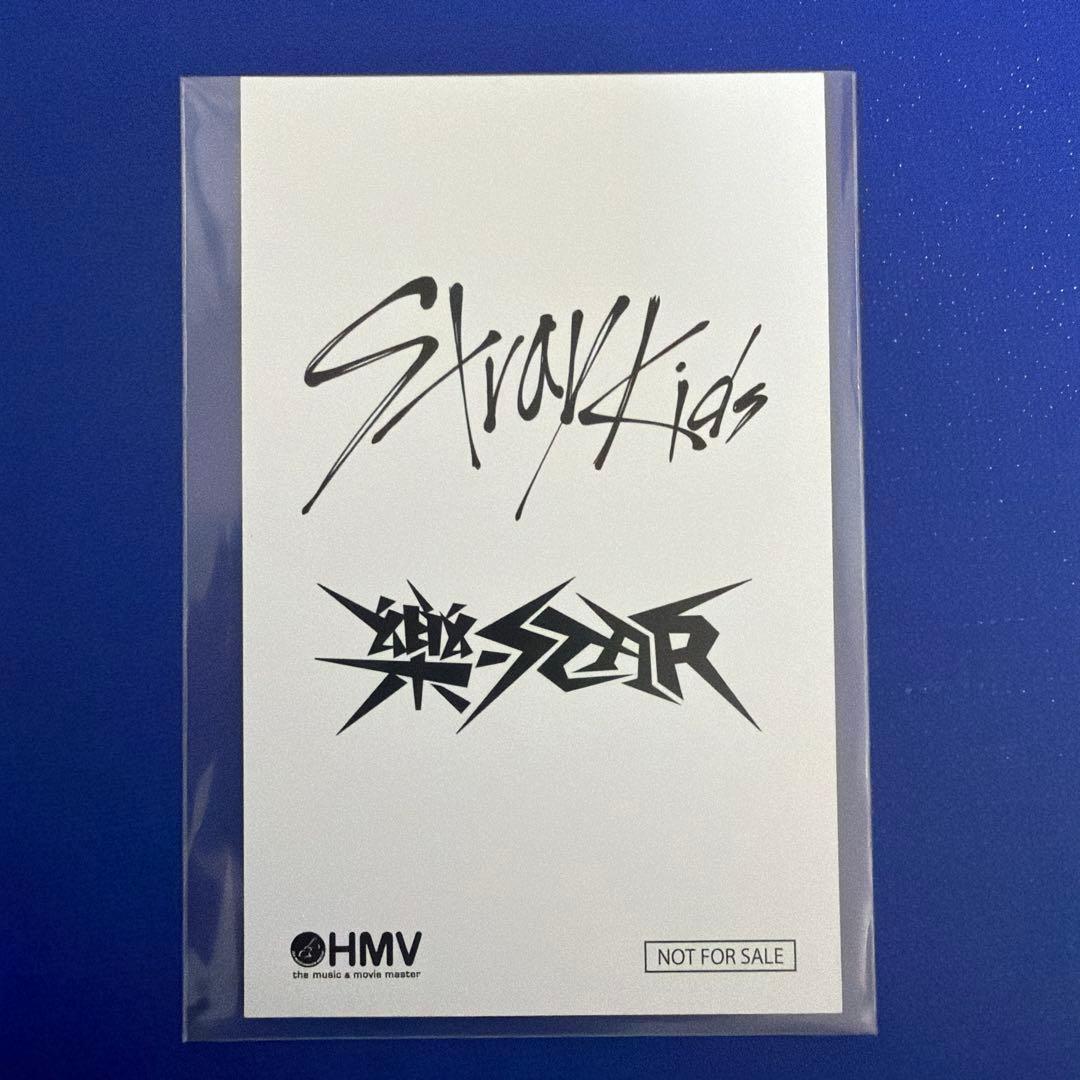 Stray Kids
樂-STAR
HMV
the music & movie master
NOT FOR SALE